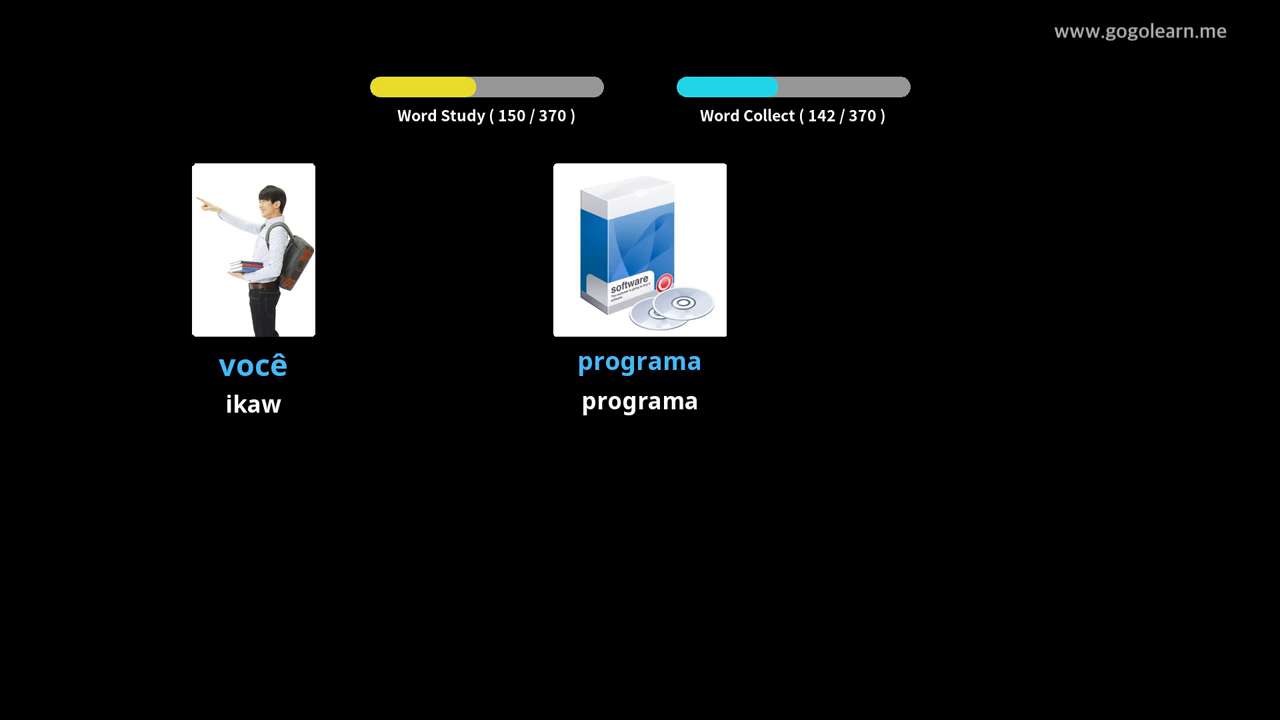 www.gogolearn.me
Word Study ( 150 / 370 )
Word Collect ( 142 / 370 )
software
você
ikaw
programa
programa